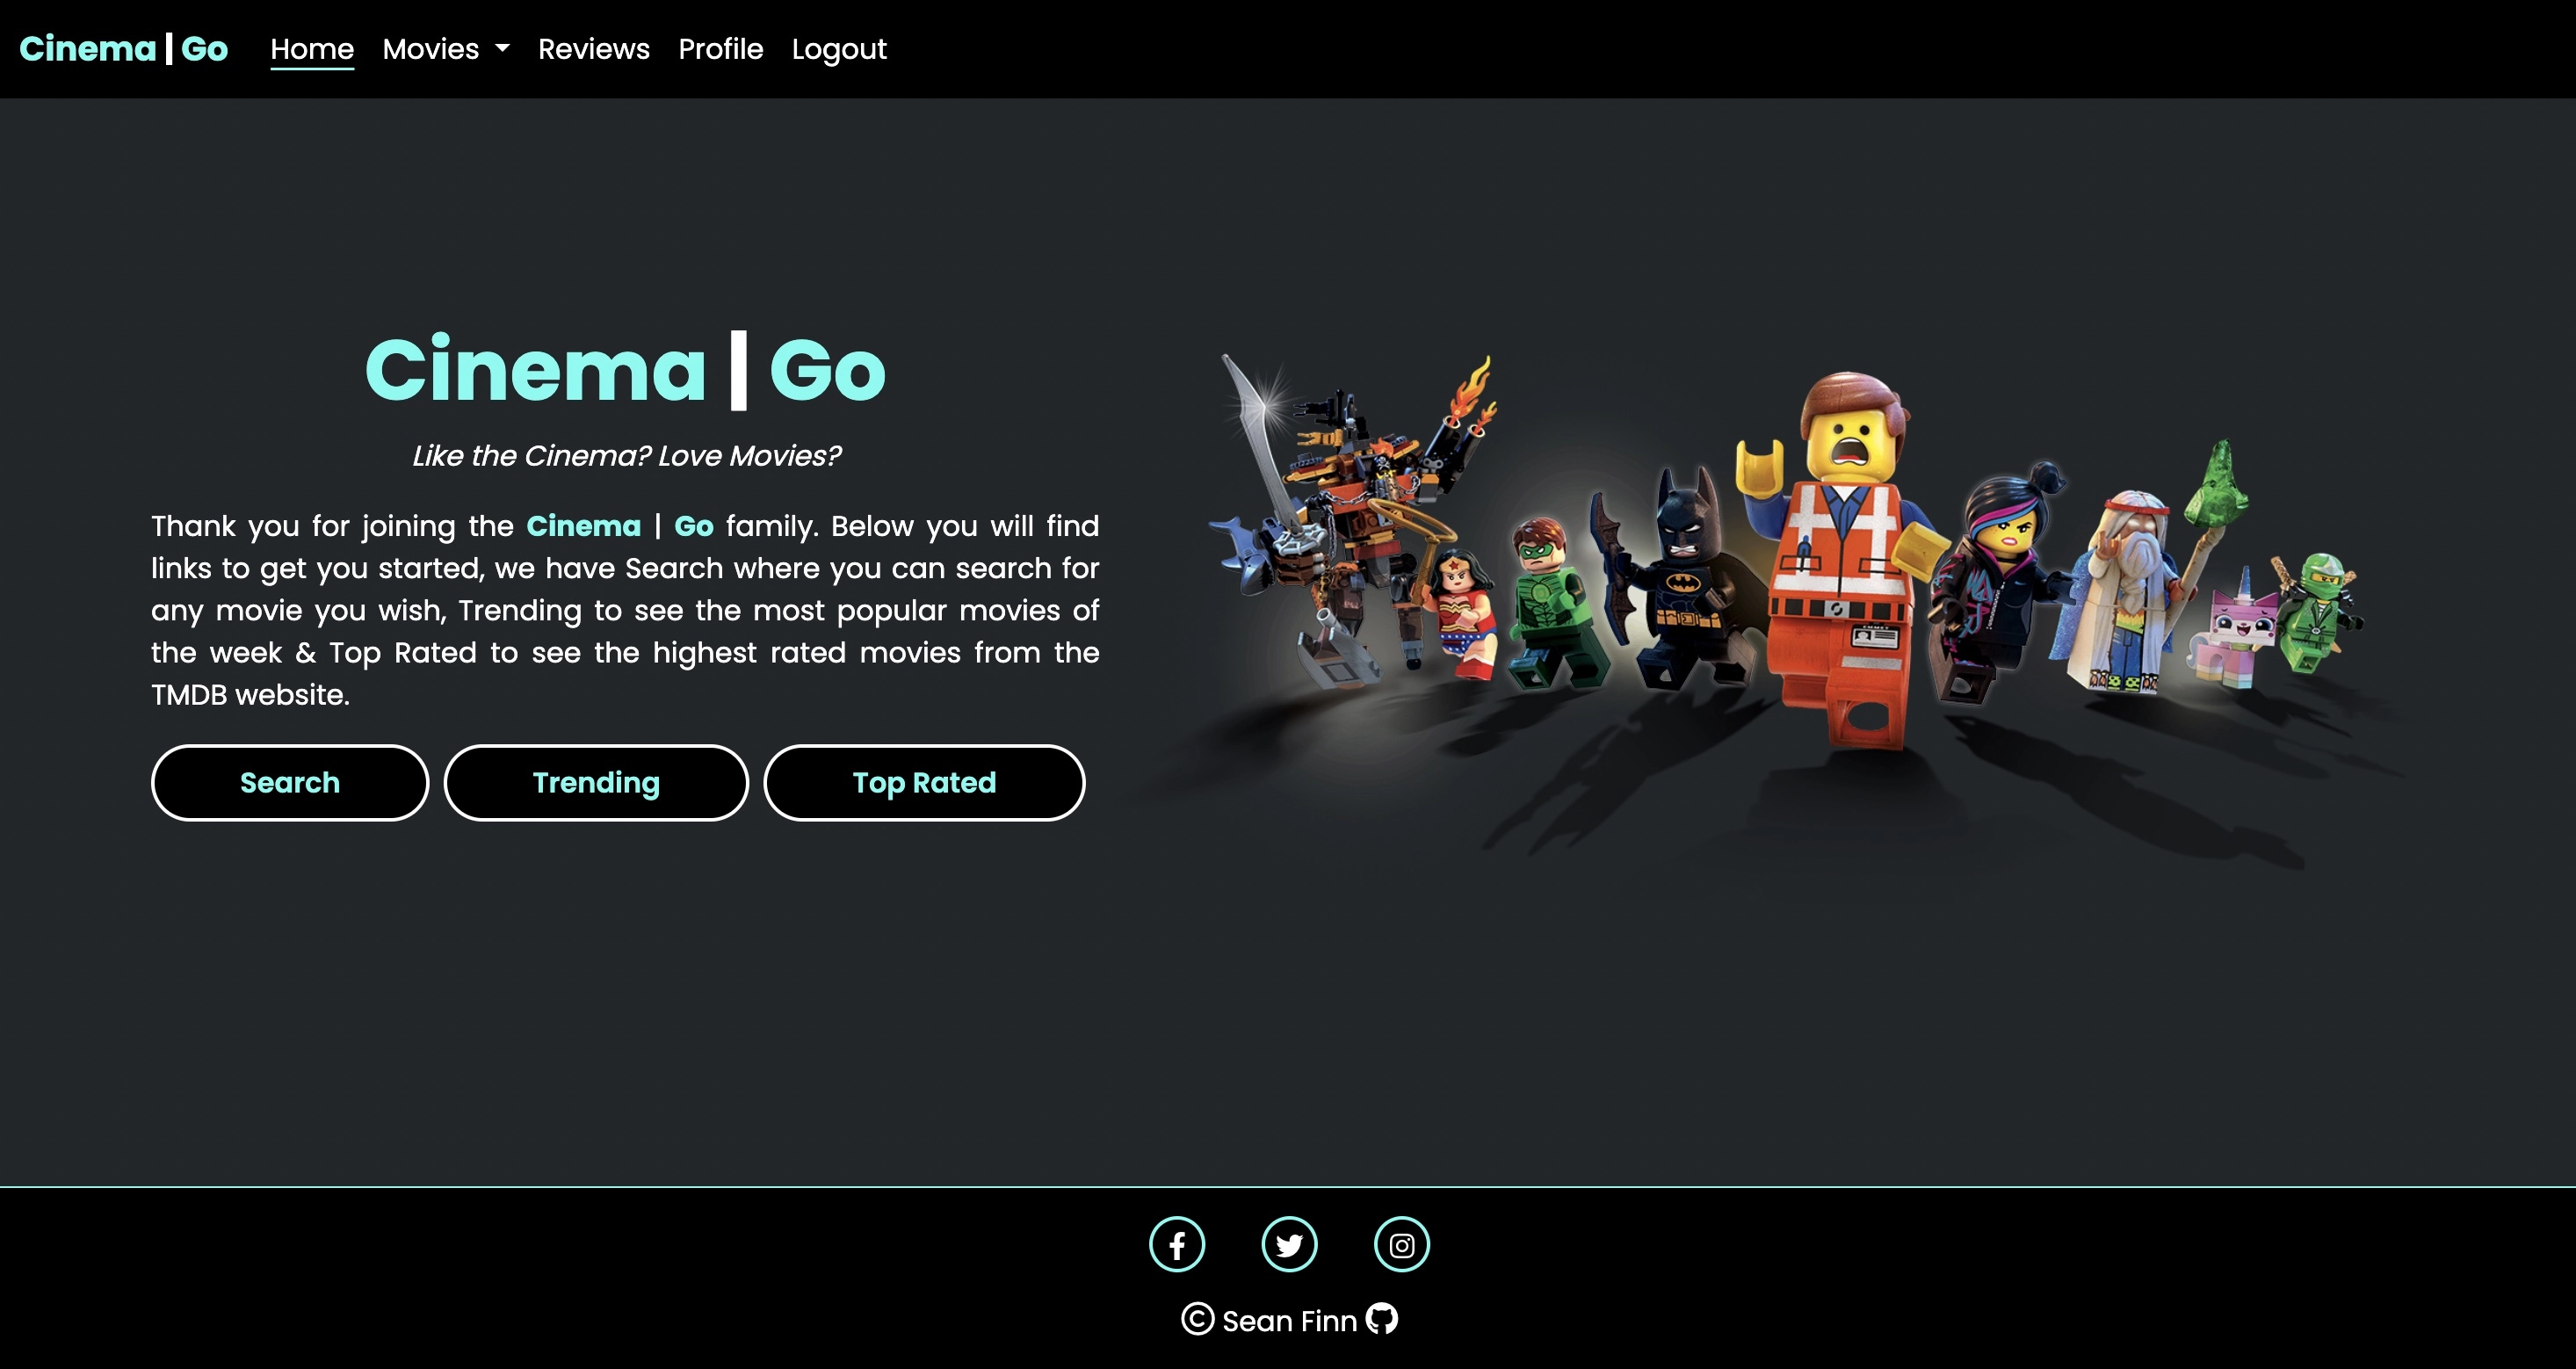 Cinema | Go Home Movies Reviews Profile Logout
Cinema | Go
Like the Cinema? Love Movies?
Thank you for joining the Cinema | Go family. Below you will find
links to get you started, we have Search where you can search for
any movie you wish, Trending to see the most popular movies of
the week & Top Rated to see the highest rated movies from the
TMDB website.
Search Trending Top Rated
© Sean Finn